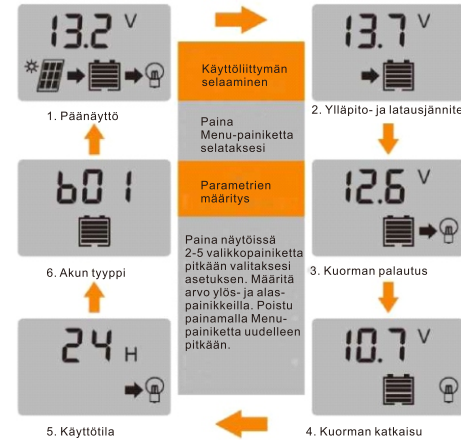 13.2 V
1. Päänäyttö
13.7 V
2. Ylläpito- ja latausjännite
12.6 V
3. Kuorman palautus
10.7 V
4. Kuorman katkaisu
24 H
5. Käyttötila
b01
6. Akun tyyppi
Käyttöliittymän
selaaminen
Paina
Menu-painiketta
selataksesi
Parametrien
määritys
Paina näytöissä
2-5 valikkopainiketta
pitkään valitaksesi
asetuksen. Määritä
arvo ylös- ja alas-
painikkeilla. Poistu
painamalla Menu-
painiketta uudelleen
pitkään.